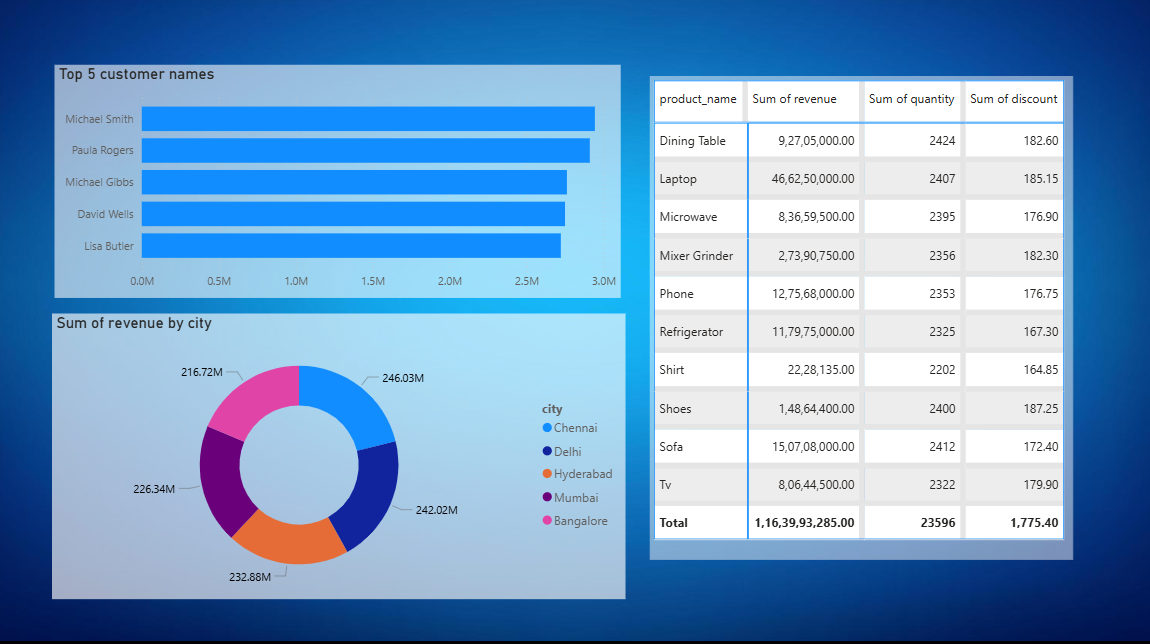 Top 5 customer names
Michael Smith
Paula Rogers
Michael Gibbs
David Wells
Lisa Butler
0.0M 0.5M 1.0M 1.5M 2.0M 2.5M 3.0M
Sum of revenue by city
216.72M
246.03M
226.34M
242.02M
232.88M
city
Chennai
Delhi
Hyderabad
Mumbai
Bangalore
product_name Sum of revenue Sum of quantity Sum of discount
Dining Table 9,27,05,000.00 2424 182.60
Laptop 46,62,50,000.00 2407 185.15
Microwave 8,36,59,500.00 2395 176.90
Mixer Grinder 2,73,90,750.00 2356 182.30
Phone 12,75,68,000.00 2353 176.75
Refrigerator 11,79,75,000.00 2325 167.30
Shirt 22,28,135.00 2202 164.85
Shoes 1,48,64,400.00 2400 187.25
Sofa 15,07,08,000.00 2412 172.40
Tv 8,06,44,500.00 2322 179.90
Total 1,16,39,93,285.00 23596 1,775.40